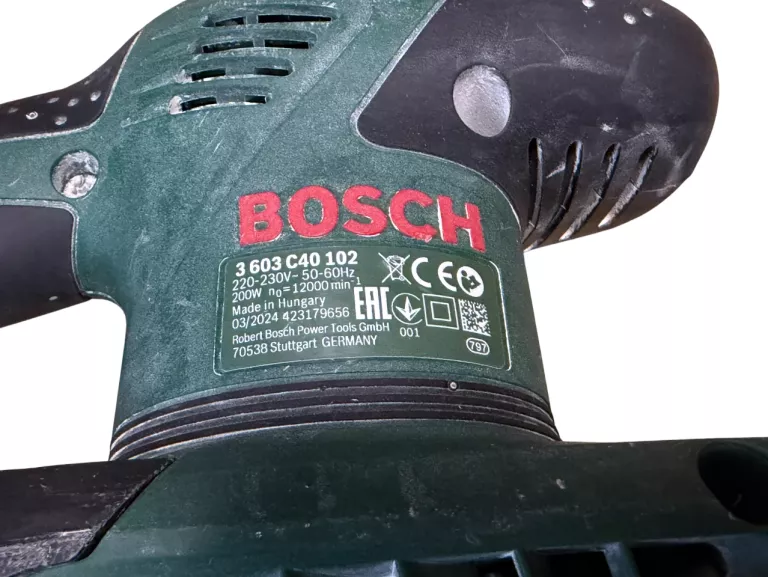 BOSCH
3 603 C40 102
220-230V~ 50-60Hz
200W n₀=12000 min⁻¹
Made in Hungary
03/2024 423179656
Robert Bosch Power Tools GmbH
70538 Stuttgart GERMANY
CE
EAC
001
797